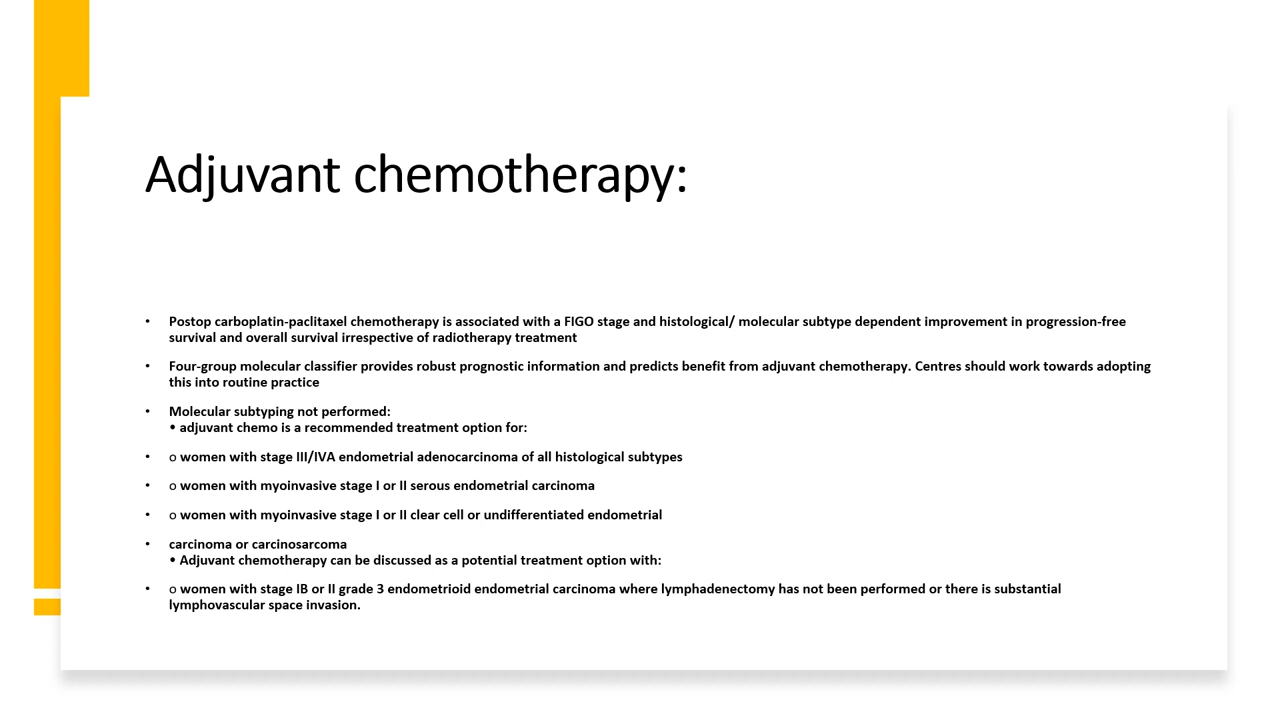 Adjuvant chemotherapy:
• Postop carboplatin-paclitaxel chemotherapy is associated with a FIGO stage and histological/ molecular subtype dependent improvement in progression-free
survival and overall survival irrespective of radiotherapy treatment
• Four-group molecular classifier provides robust prognostic information and predicts benefit from adjuvant chemotherapy. Centres should work towards adopting
this into routine practice
• Molecular subtyping not performed:
• adjuvant chemo is a recommended treatment option for:
• o women with stage III/IVA endometrial adenocarcinoma of all histological subtypes
• o women with myoinvasive stage I or II serous endometrial carcinoma
• o women with myoinvasive stage I or II clear cell or undifferentiated endometrial
• carcinoma or carcinosarcoma
• Adjuvant chemotherapy can be discussed as a potential treatment option with:
• o women with stage IB or II grade 3 endometrioid endometrial carcinoma where lymphadenectomy has not been performed or there is substantial
lymphovascular space invasion.